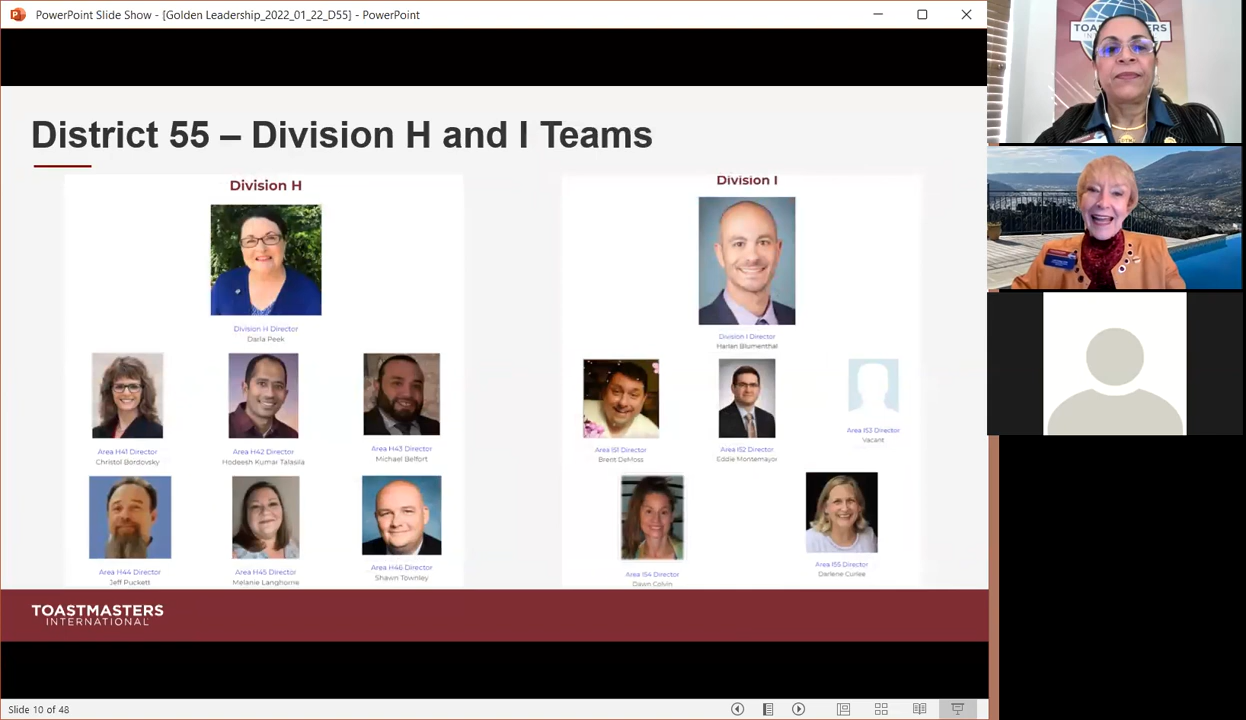 PowerPoint Slide Show - [Golden Leadership_2022_01_22_D55] - PowerPoint
TOASTMASTERS
District 55 – Division H and I Teams
Division H
Division I
Division H Director
Darla Peek
Division I Director
Harlan Blumenthal
Area H41 Director
Christol Bordovsky
Area H42 Director
Hodeesh Kumar Talasila
Area H43 Director
Michael Belfort
Area I51 Director
Brent DeMoss
Area I52 Director
Eddie Montemayor
Area I53 Director
Vacant
Area H44 Director
Jeff Puckett
Area H45 Director
Melanie Langhorne
Area H46 Director
Shawn Townley
Area I54 Director
Dawn Colvin
Area I55 Director
Darlene Curlee
TOASTMASTERS
INTERNATIONAL
Slide 10 of 48